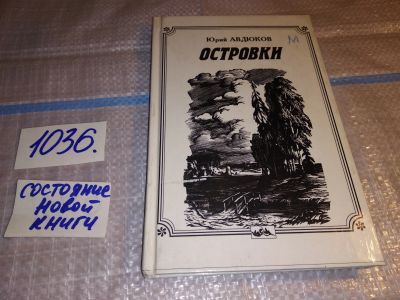 Юрий АВДЮКОВ
ОСТРОВКИ
1036.
состояние
новой
книги